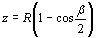 z = R(1 − cos β/2)